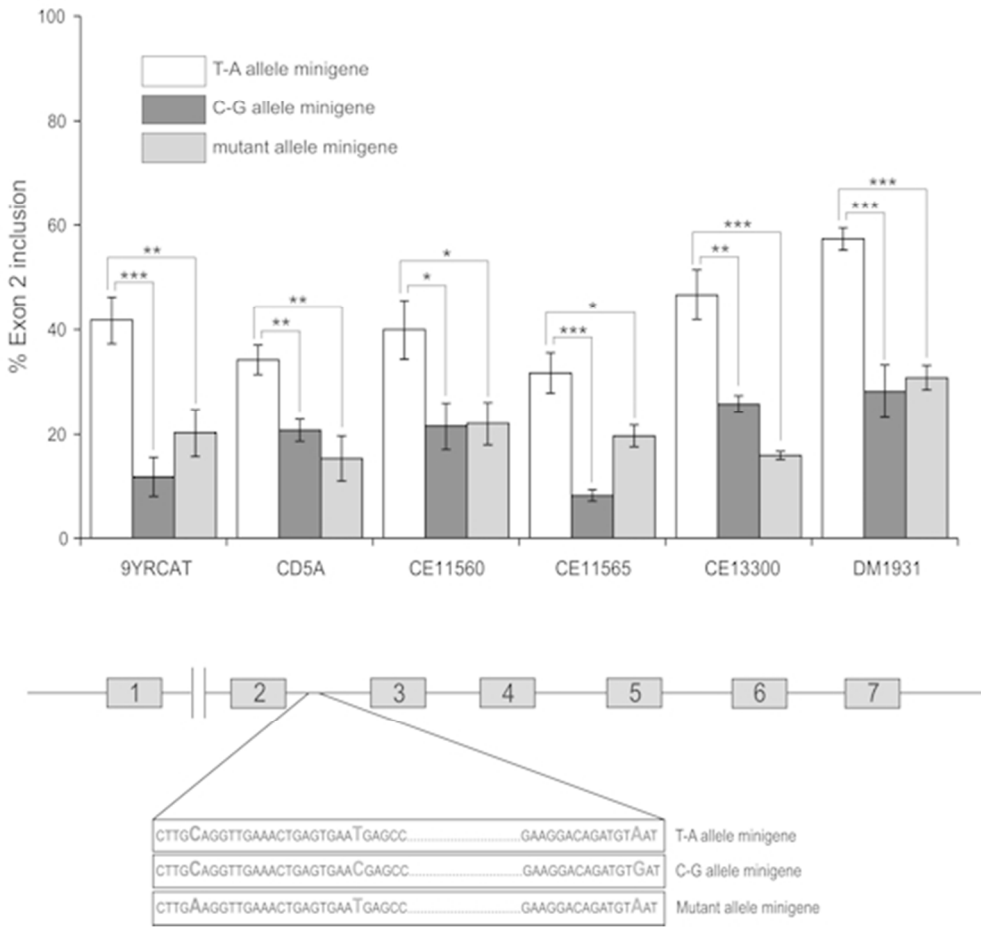 100
T-A allele minigene
C-G allele minigene
80
mutant allele minigene
% Exon 2 inclusion
60
40
20
0
*** ***
** *** ** ***
*** ** ** * * *** *
9YRCAT CD5A CE11560 CE11565 CE13300 DM1931
1 2 3 4 5 6 7
CTTGCAGGTTGAAACTGAGTGAATGAGCC..............................GAAGGACAGATGTAAT T-A allele minigene
CTTGCAGGTTGAAACTGAGTGAACGAGCC..............................GAAGGACAGATGTGAT C-G allele minigene
CTTGAAGGTTGAAACTGAGTGAATGAGCC..............................GAAGGACAGATGTAAT Mutant allele minigene